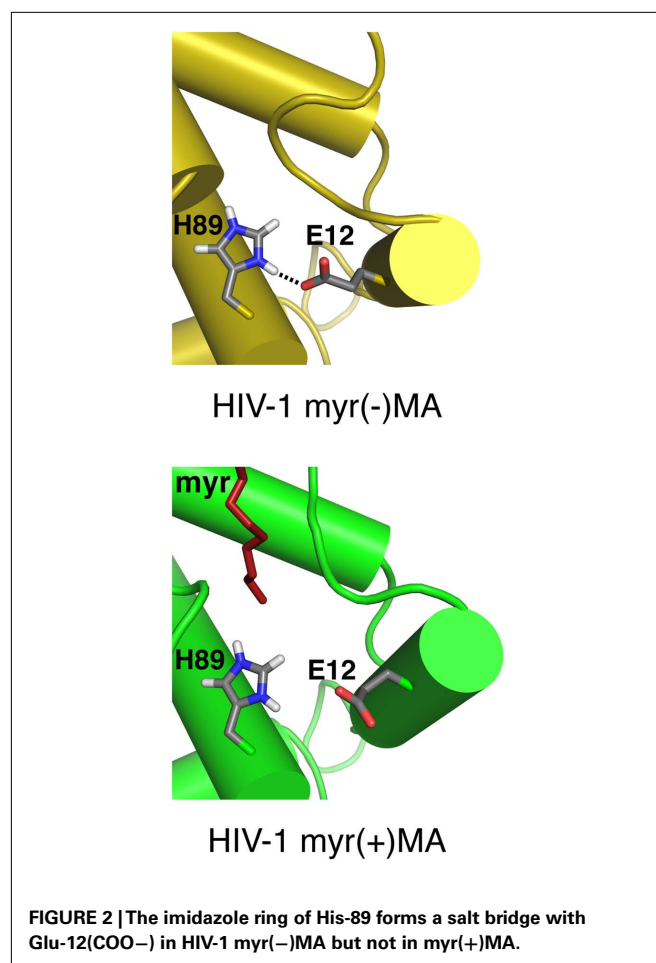 H89
E12
HIV-1 myr(-)MA
myr
H89
E12
HIV-1 myr(+)MA
FIGURE 2 | The imidazole ring of His-89 forms a salt bridge with
Glu-12(COO−) in HIV-1 myr(−)MA but not in myr(+)MA.